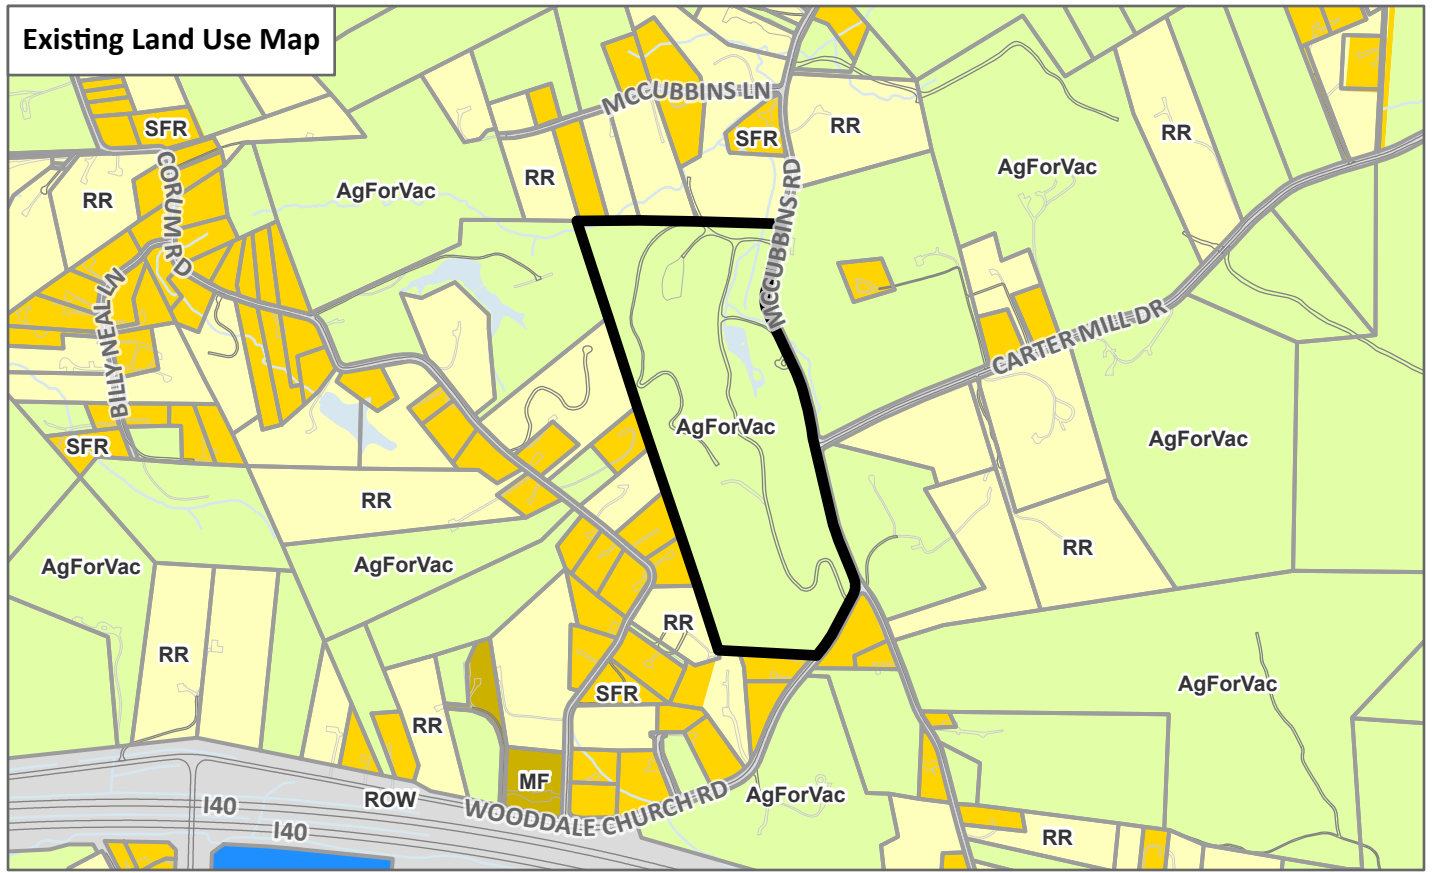 Existing Land Use Map
MCCUBBINS LN
SFR
SFR
RR
RR
AgForVac
RR
AgForVac
RR
CORUM RD
MCCUBBINS RD
BILLY NEAL LN
CARTER MILL DR
AgForVac
AgForVac
SFR
RR
RR
AgForVac
AgForVac
RR
RR
SFR
AgForVac
RR
MF
AgForVac
ROW
I40
WOODDALE CHURCH RD
I40
RR